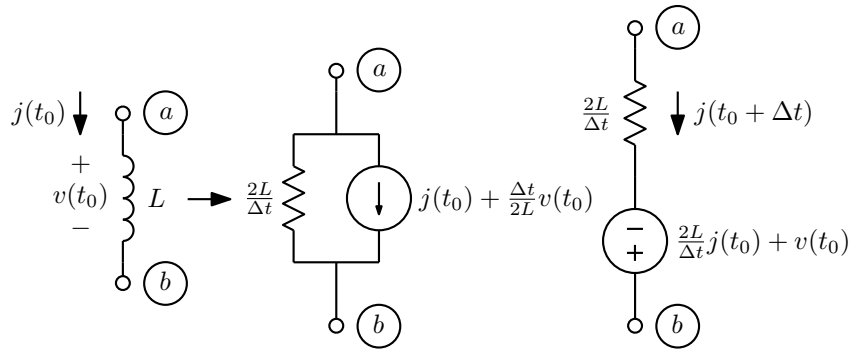 a
j(t₀)
+
v(t₀)
−
L
b
a
2L/Δt
j(t₀) + Δt/2L v(t₀)
b
a
2L/Δt
j(t₀ + Δt)
−
+
2L/Δt j(t₀) + v(t₀)
b